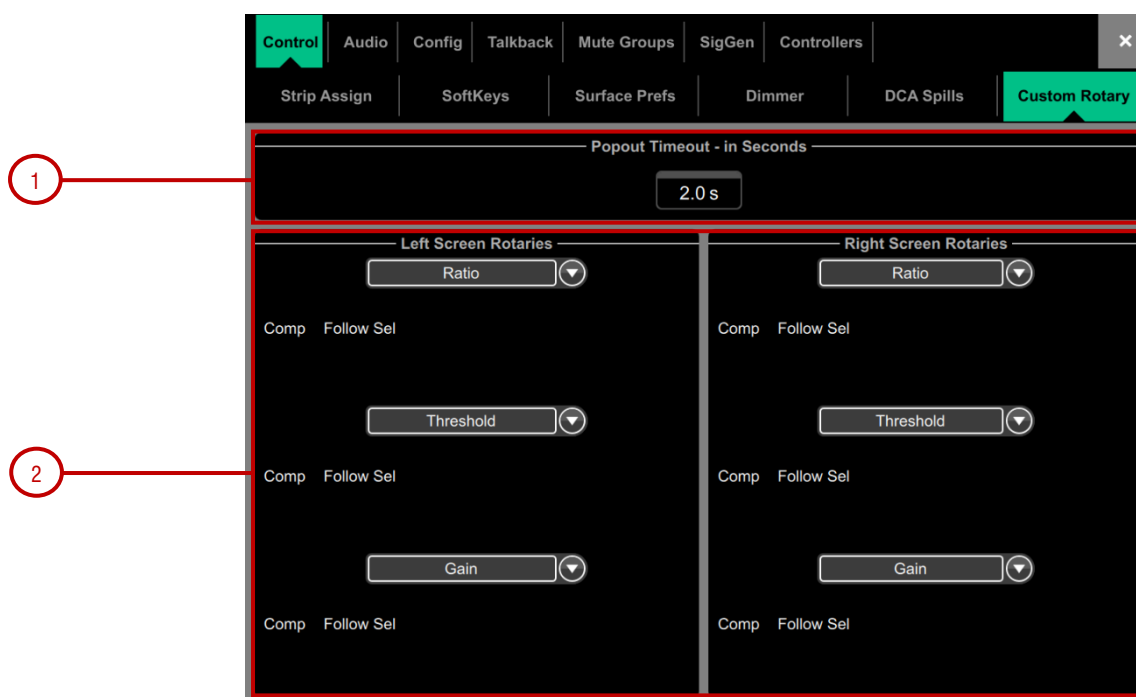 Control Audio Config Talkback Mute Groups SigGen Controllers ×
Strip Assign SoftKeys Surface Prefs Dimmer DCA Spills Custom Rotary
Popout Timeout - in Seconds
1
2.0 s
Left Screen Rotaries Right Screen Rotaries
Ratio Ratio
Comp Follow Sel Comp Follow Sel
Threshold Threshold
2
Comp Follow Sel Comp Follow Sel
Gain Gain
Comp Follow Sel Comp Follow Sel